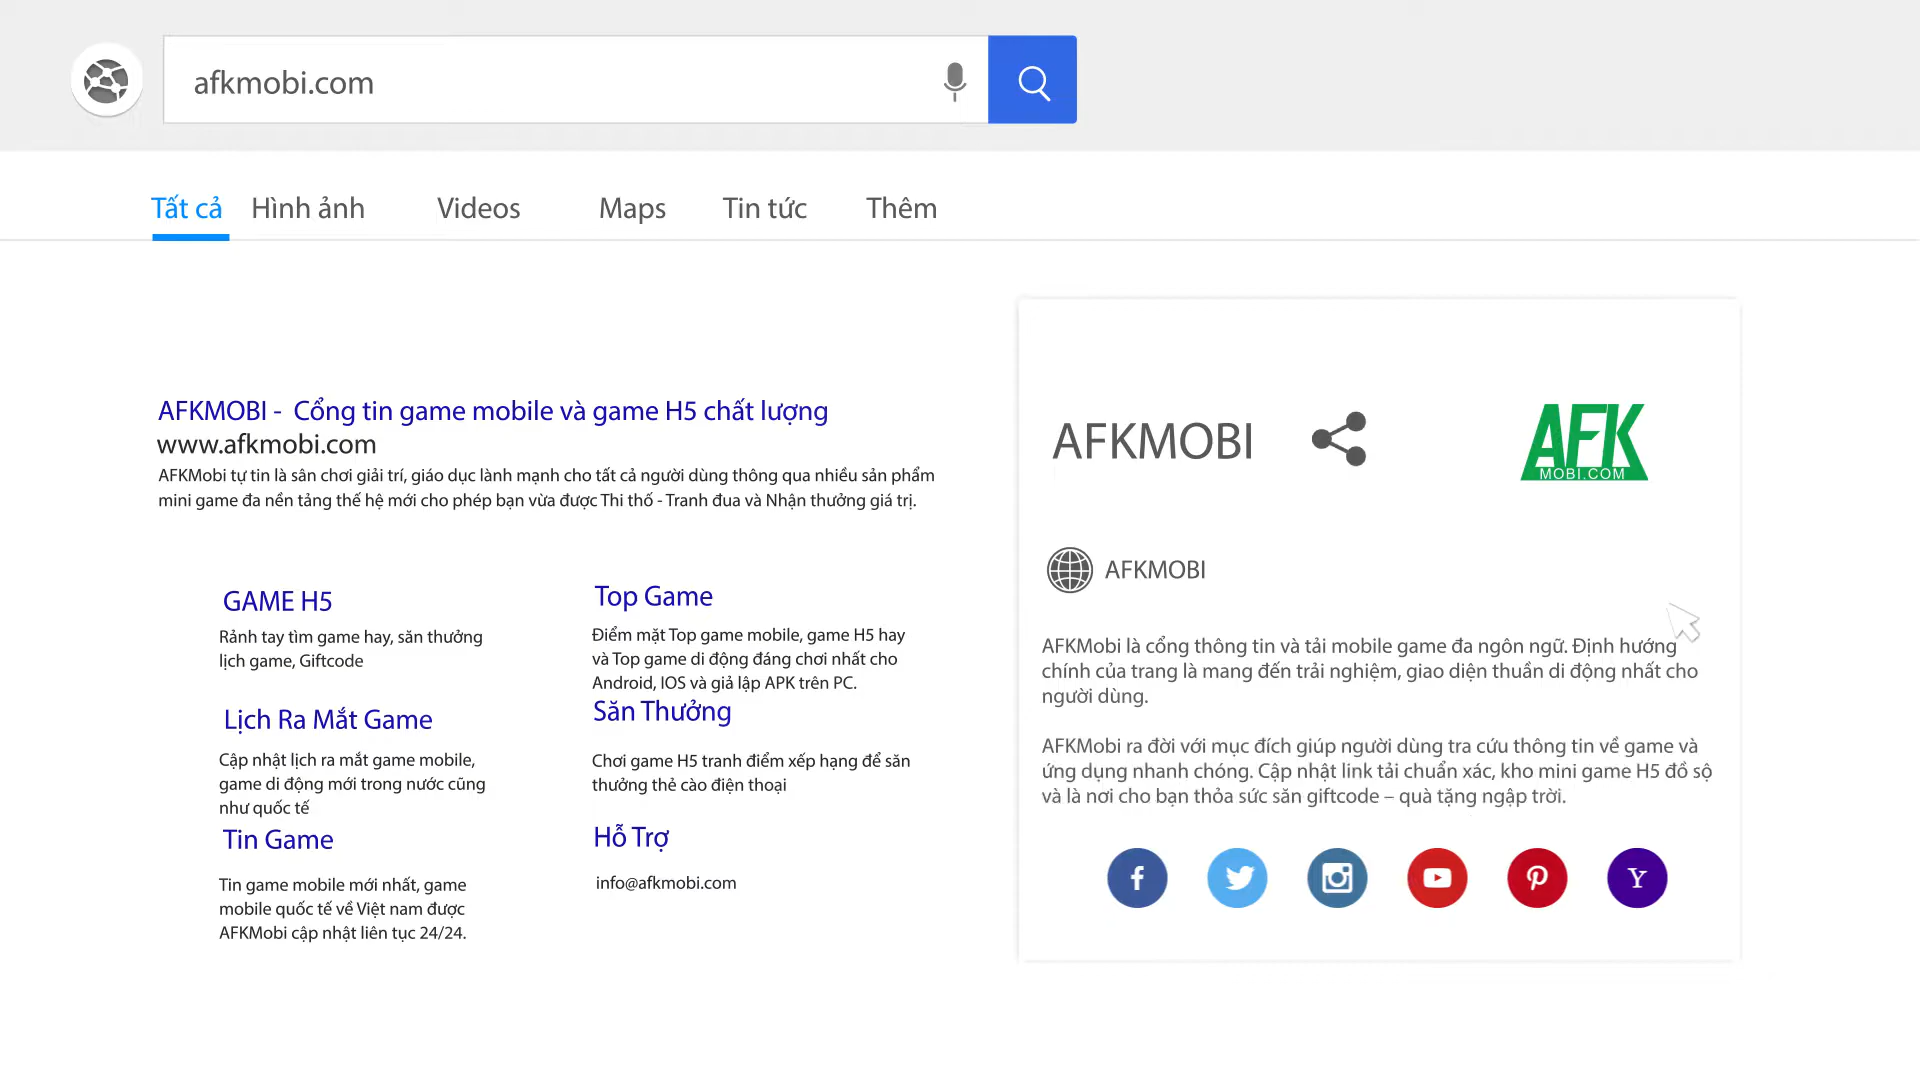 afkmobi.com
Tất cả Hình ảnh Videos Maps Tin tức Thêm
AFKMOBI - Cổng tin game mobile và game H5 chất lượng
www.afkmobi.com
AFKMobi tự tin là sân chơi giải trí, giáo dục lành mạnh cho tất cả người dùng thông qua nhiều sản phẩm
mini game đa nền tảng thế hệ mới cho phép bạn vừa được Thi thố - Tranh đua và Nhận thưởng giá trị.
GAME H5
Rảnh tay tìm game hay, săn thưởng
lịch game, Giftcode
Lịch Ra Mắt Game
Cập nhật lịch ra mắt game mobile,
game di động mới trong nước cũng
như quốc tế
Tin Game
Tin game mobile mới nhất, game
mobile quốc tế về Việt nam được
AFKMobi cập nhật liên tục 24/24.
Top Game
Điểm mặt Top game mobile, game H5 hay
và Top game di động đáng chơi nhất cho
Android, IOS và giả lập APK trên PC.
Săn Thưởng
Chơi game H5 tranh điểm xếp hạng để săn
thưởng thẻ cào điện thoại
Hỗ Trợ
info@afkmobi.com
AFKMOBI
AFK
MOBI.COM
AFKMOBI
AFKMobi là cổng thông tin và tải mobile game đa ngôn ngữ. Định hướng
chính của trang là mang đến trải nghiệm, giao diện thuần di động nhất cho
người dùng.
AFKMobi ra đời với mục đích giúp người dùng tra cứu thông tin về game và
ứng dụng nhanh chóng. Cập nhật link tải chuẩn xác, kho mini game H5 đồ sộ
và là nơi cho bạn thỏa sức săn giftcode – quà tặng ngập trời.